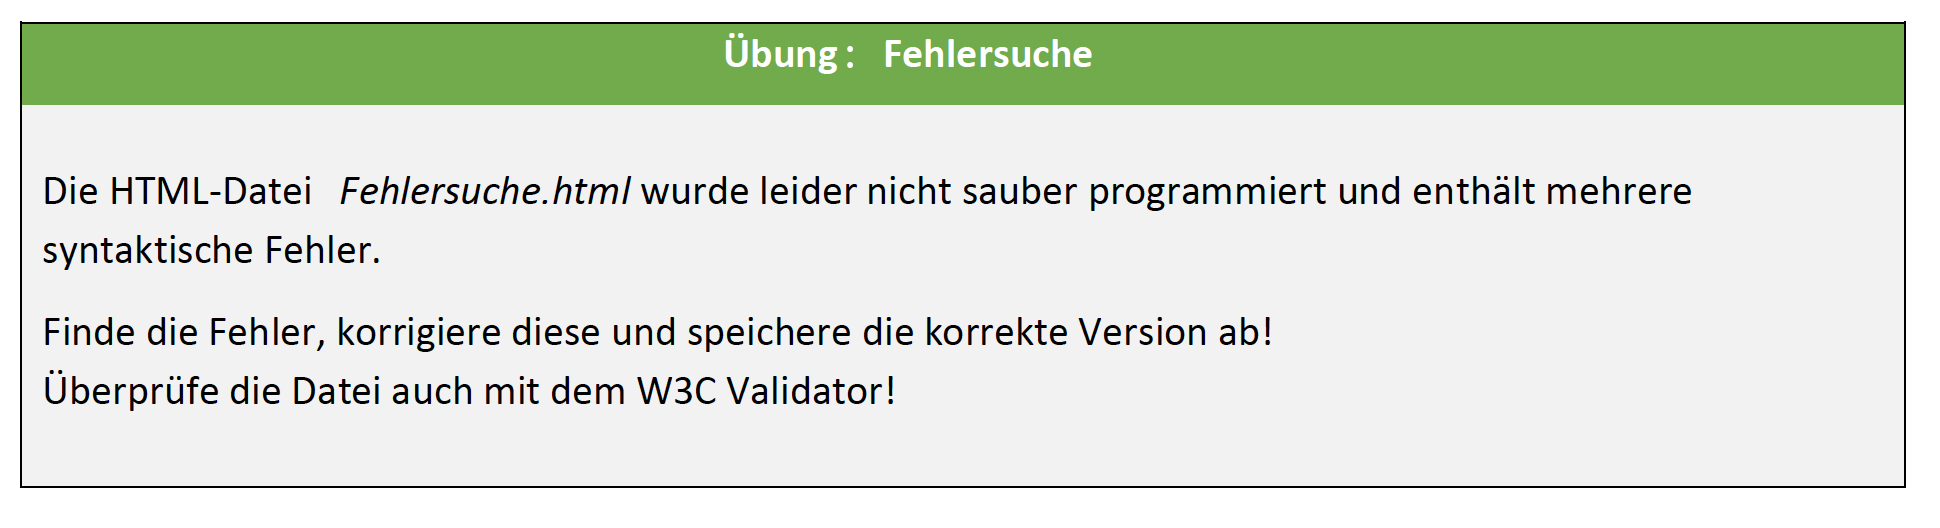 Übung: Fehlersuche
Die HTML-Datei Fehlersuche.html wurde leider nicht sauber programmiert und enthält mehrere
syntaktische Fehler.
Finde die Fehler, korrigiere diese und speichere die korrekte Version ab!
Überprüfe die Datei auch mit dem W3C Validator!